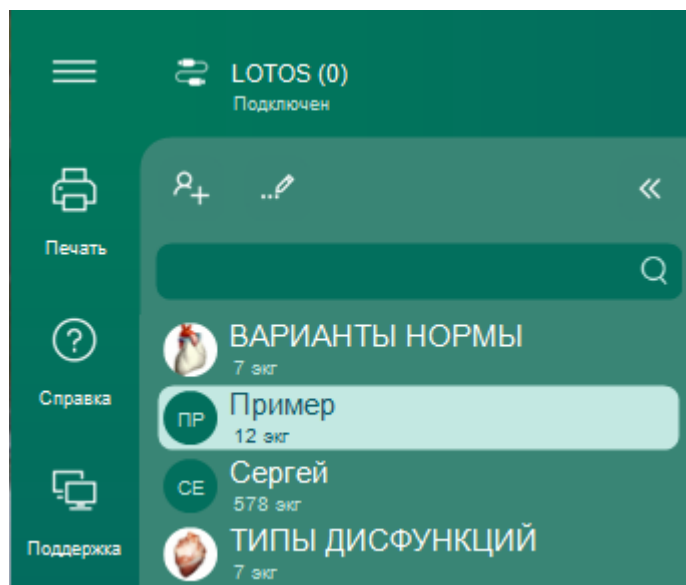 LOTOS (0)
Подключен
Печать
Справка
Поддержка
ВАРИАНТЫ НОРМЫ
7 экг
ПР
Пример
12 экг
СЕ
Сергей
578 экг
ТИПЫ ДИСФУНКЦИЙ
7 экг